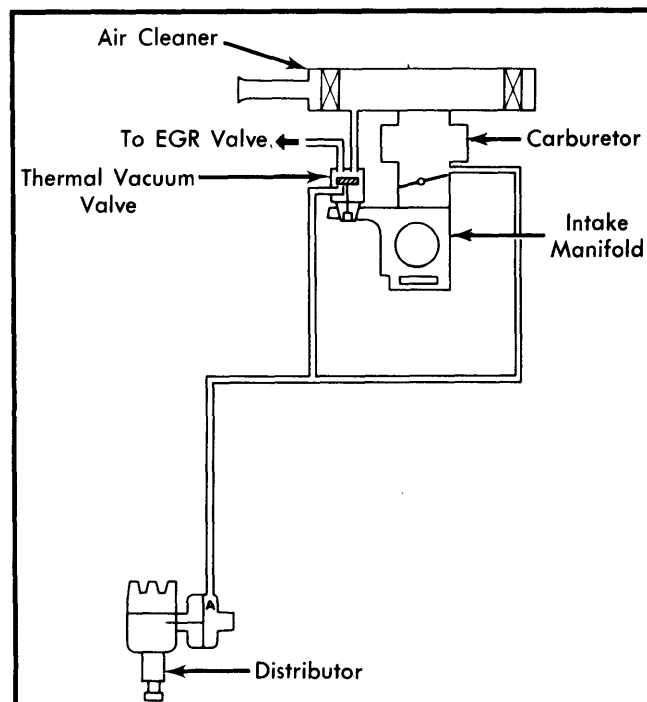 Air Cleaner
To EGR Valve
Carburetor
Thermal Vacuum
Valve
Intake
Manifold
A
Distributor